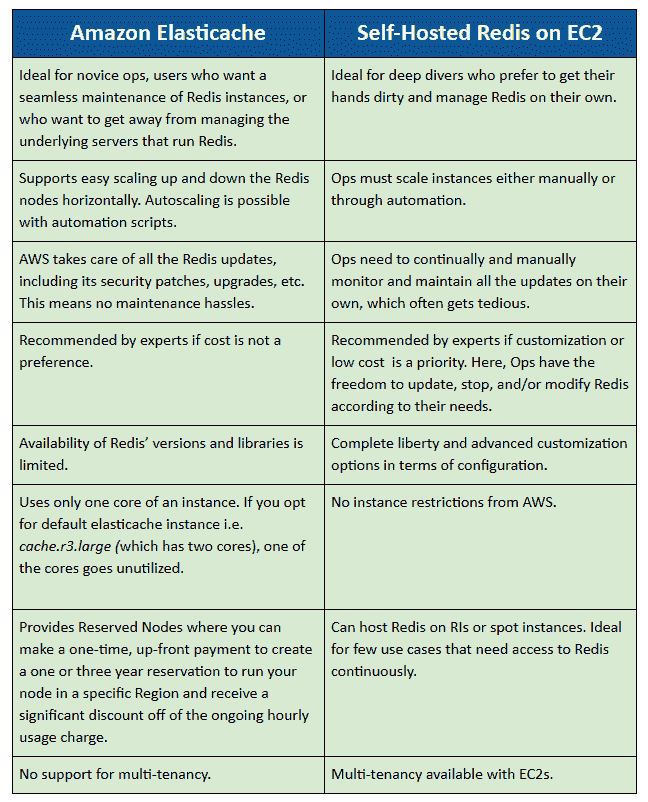 Amazon Elasticache
Self-Hosted Redis on EC2
Ideal for novice ops, users who want a
seamless maintenance of Redis instances, or
who want to get away from managing the
underlying servers that run Redis.
Ideal for deep divers who prefer to get their
hands dirty and manage Redis on their own.
Supports easy scaling up and down the Redis
nodes horizontally. Autoscaling is possible
with automation scripts.
Ops must scale instances either manually or
through automation.
AWS takes care of all the Redis updates,
including its security patches, upgrades, etc.
This means no maintenance hassles.
Ops need to continually and manually
monitor and maintain all the updates on their
own, which often gets tedious.
Recommended by experts if cost is not a
preference.
Recommended by experts if customization or
low cost  is a priority. Here, Ops have the
freedom to update, stop, and/or modify Redis
according to their needs.
Availability of Redis’ versions and libraries is
limited.
Complete liberty and advanced customization
options in terms of configuration.
Uses only one core of an instance. If you opt
for default elasticache instance i.e.
cache.r3.large (which has two cores), one of
the cores goes unutilized.
No instance restrictions from AWS.
Provides Reserved Nodes where you can
make a one-time, up-front payment to create
a one or three year reservation to run your
node in a specific Region and receive a
significant discount off of the ongoing hourly
usage charge.
Can host Redis on RIs or spot instances. Ideal
for few use cases that need access to Redis
continuously.
No support for multi-tenancy.
Multi-tenancy available with EC2s.